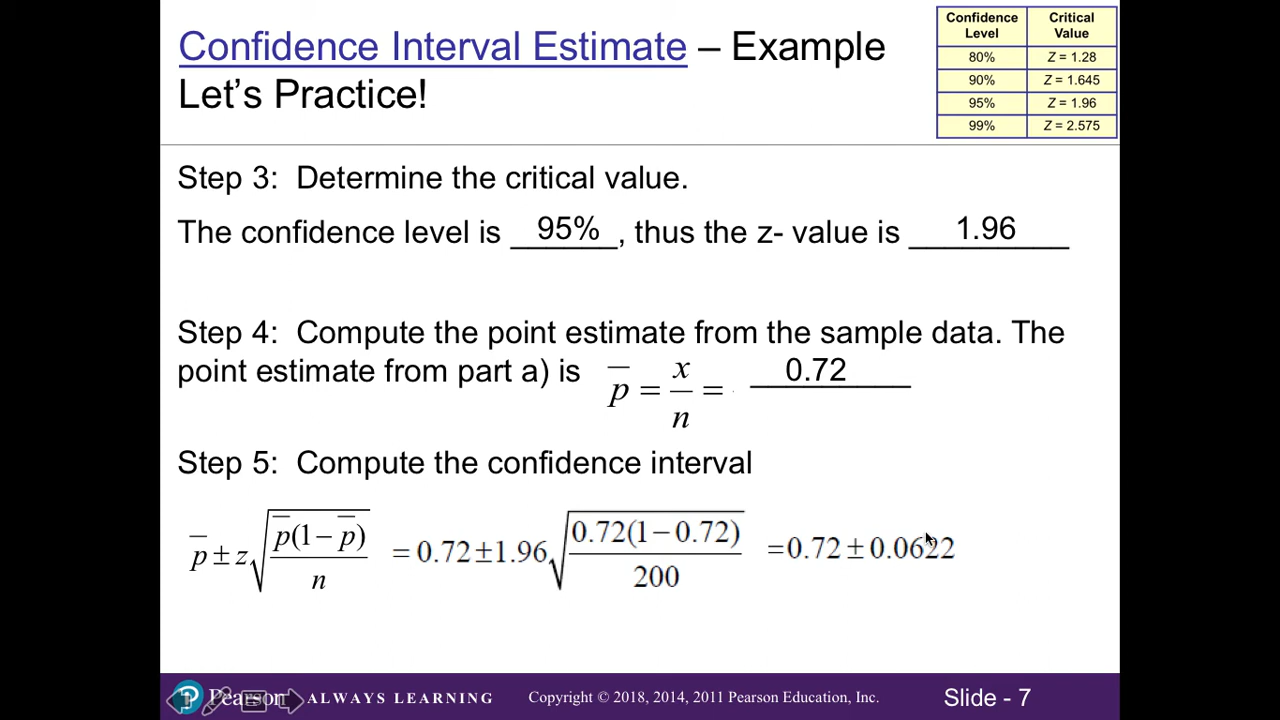 Confidence Interval Estimate – Example
Let's Practice!
Confidence Level Critical Value
80% Z = 1.28
90% Z = 1.645
95% Z = 1.96
99% Z = 2.575
Step 3: Determine the critical value.
The confidence level is 95%, thus the z- value is 1.96
Step 4: Compute the point estimate from the sample data. The
point estimate from part a) is p̅ = x/n = 0.72
Step 5: Compute the confidence interval
p̅ ± z√(p̅(1− p̅)/n) = 0.72±1.96√(0.72(1−0.72)/200) =0.72±0.0622
Pearson ALWAYS LEARNING Copyright © 2018, 2014, 2011 Pearson Education, Inc. Slide - 7